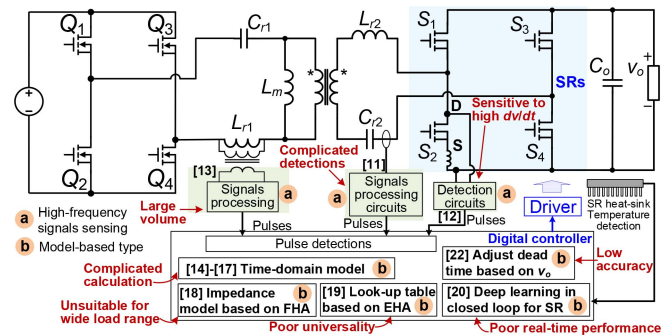 Q1
Q3
Cr1
Lr2
S1
S3
Co
vo
+
-
Lm
*
*
SRs
D
Sensitive to
high dv/dt
Lr1
Cr2
Q2
Q4
Complicated
detections
[13]
[11]
S
S2
S4
a High-frequency
signals sensing
b Model-based type
Large
volume
Signals
processing
a
Signals
processing
circuits
a
Detection
circuits
a
[12]
Driver
SR heat-sink
Temperature
detection
Pulses
Pulses
Pulses
Digital controller
Pulse detections
Complicated
calculation
[14]-[17] Time-domain model b
[22] Adjust dead
time based on vo
b
Low
accuracy
Unsuitable for
wide load range
[18] Impedance
model based on FHA
b
[19] Look-up table
based on EHA
b
[20] Deep learning in
closed loop for SR
b
Poor universality
Poor real-time performance